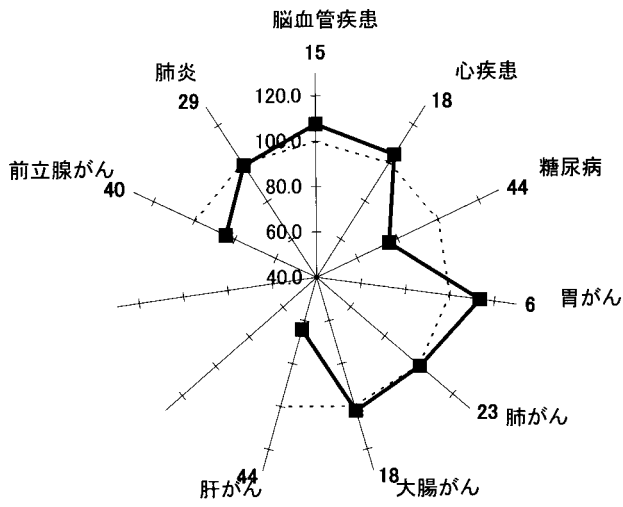 脳血管疾患
15
心疾患
18
糖尿病
44
胃がん
6
肺がん
23
大腸がん
18
肝がん
44
前立腺がん
40
肺炎
29
120.0
100.0
80.0
60.0
40.0